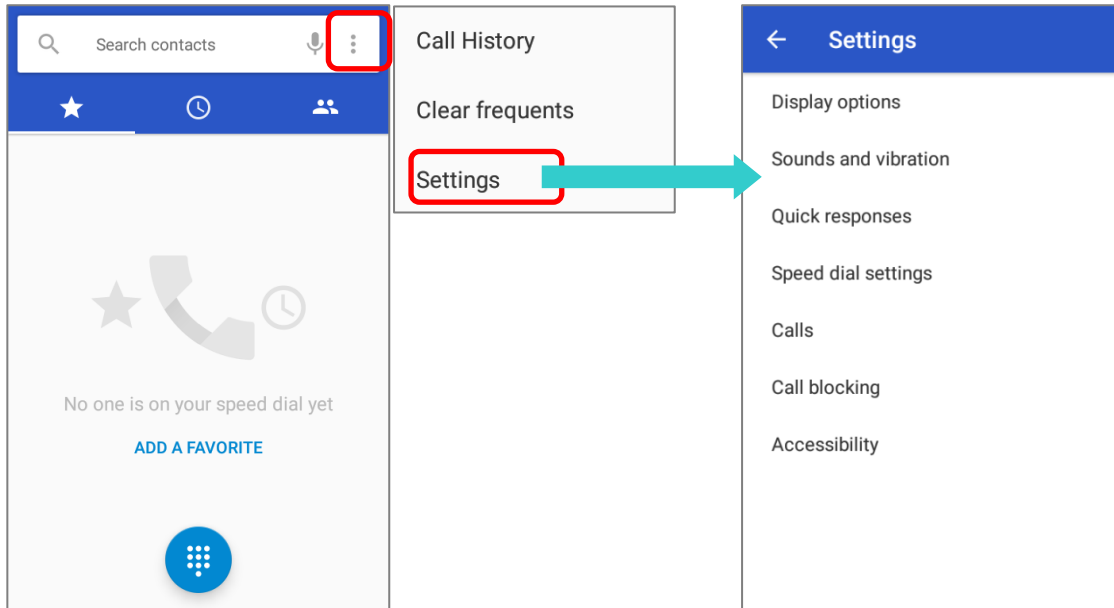 Search contacts
No one is on your speed dial yet
ADD A FAVORITE
Call History
Clear frequents
Settings
Settings
Display options
Sounds and vibration
Quick responses
Speed dial settings
Calls
Call blocking
Accessibility